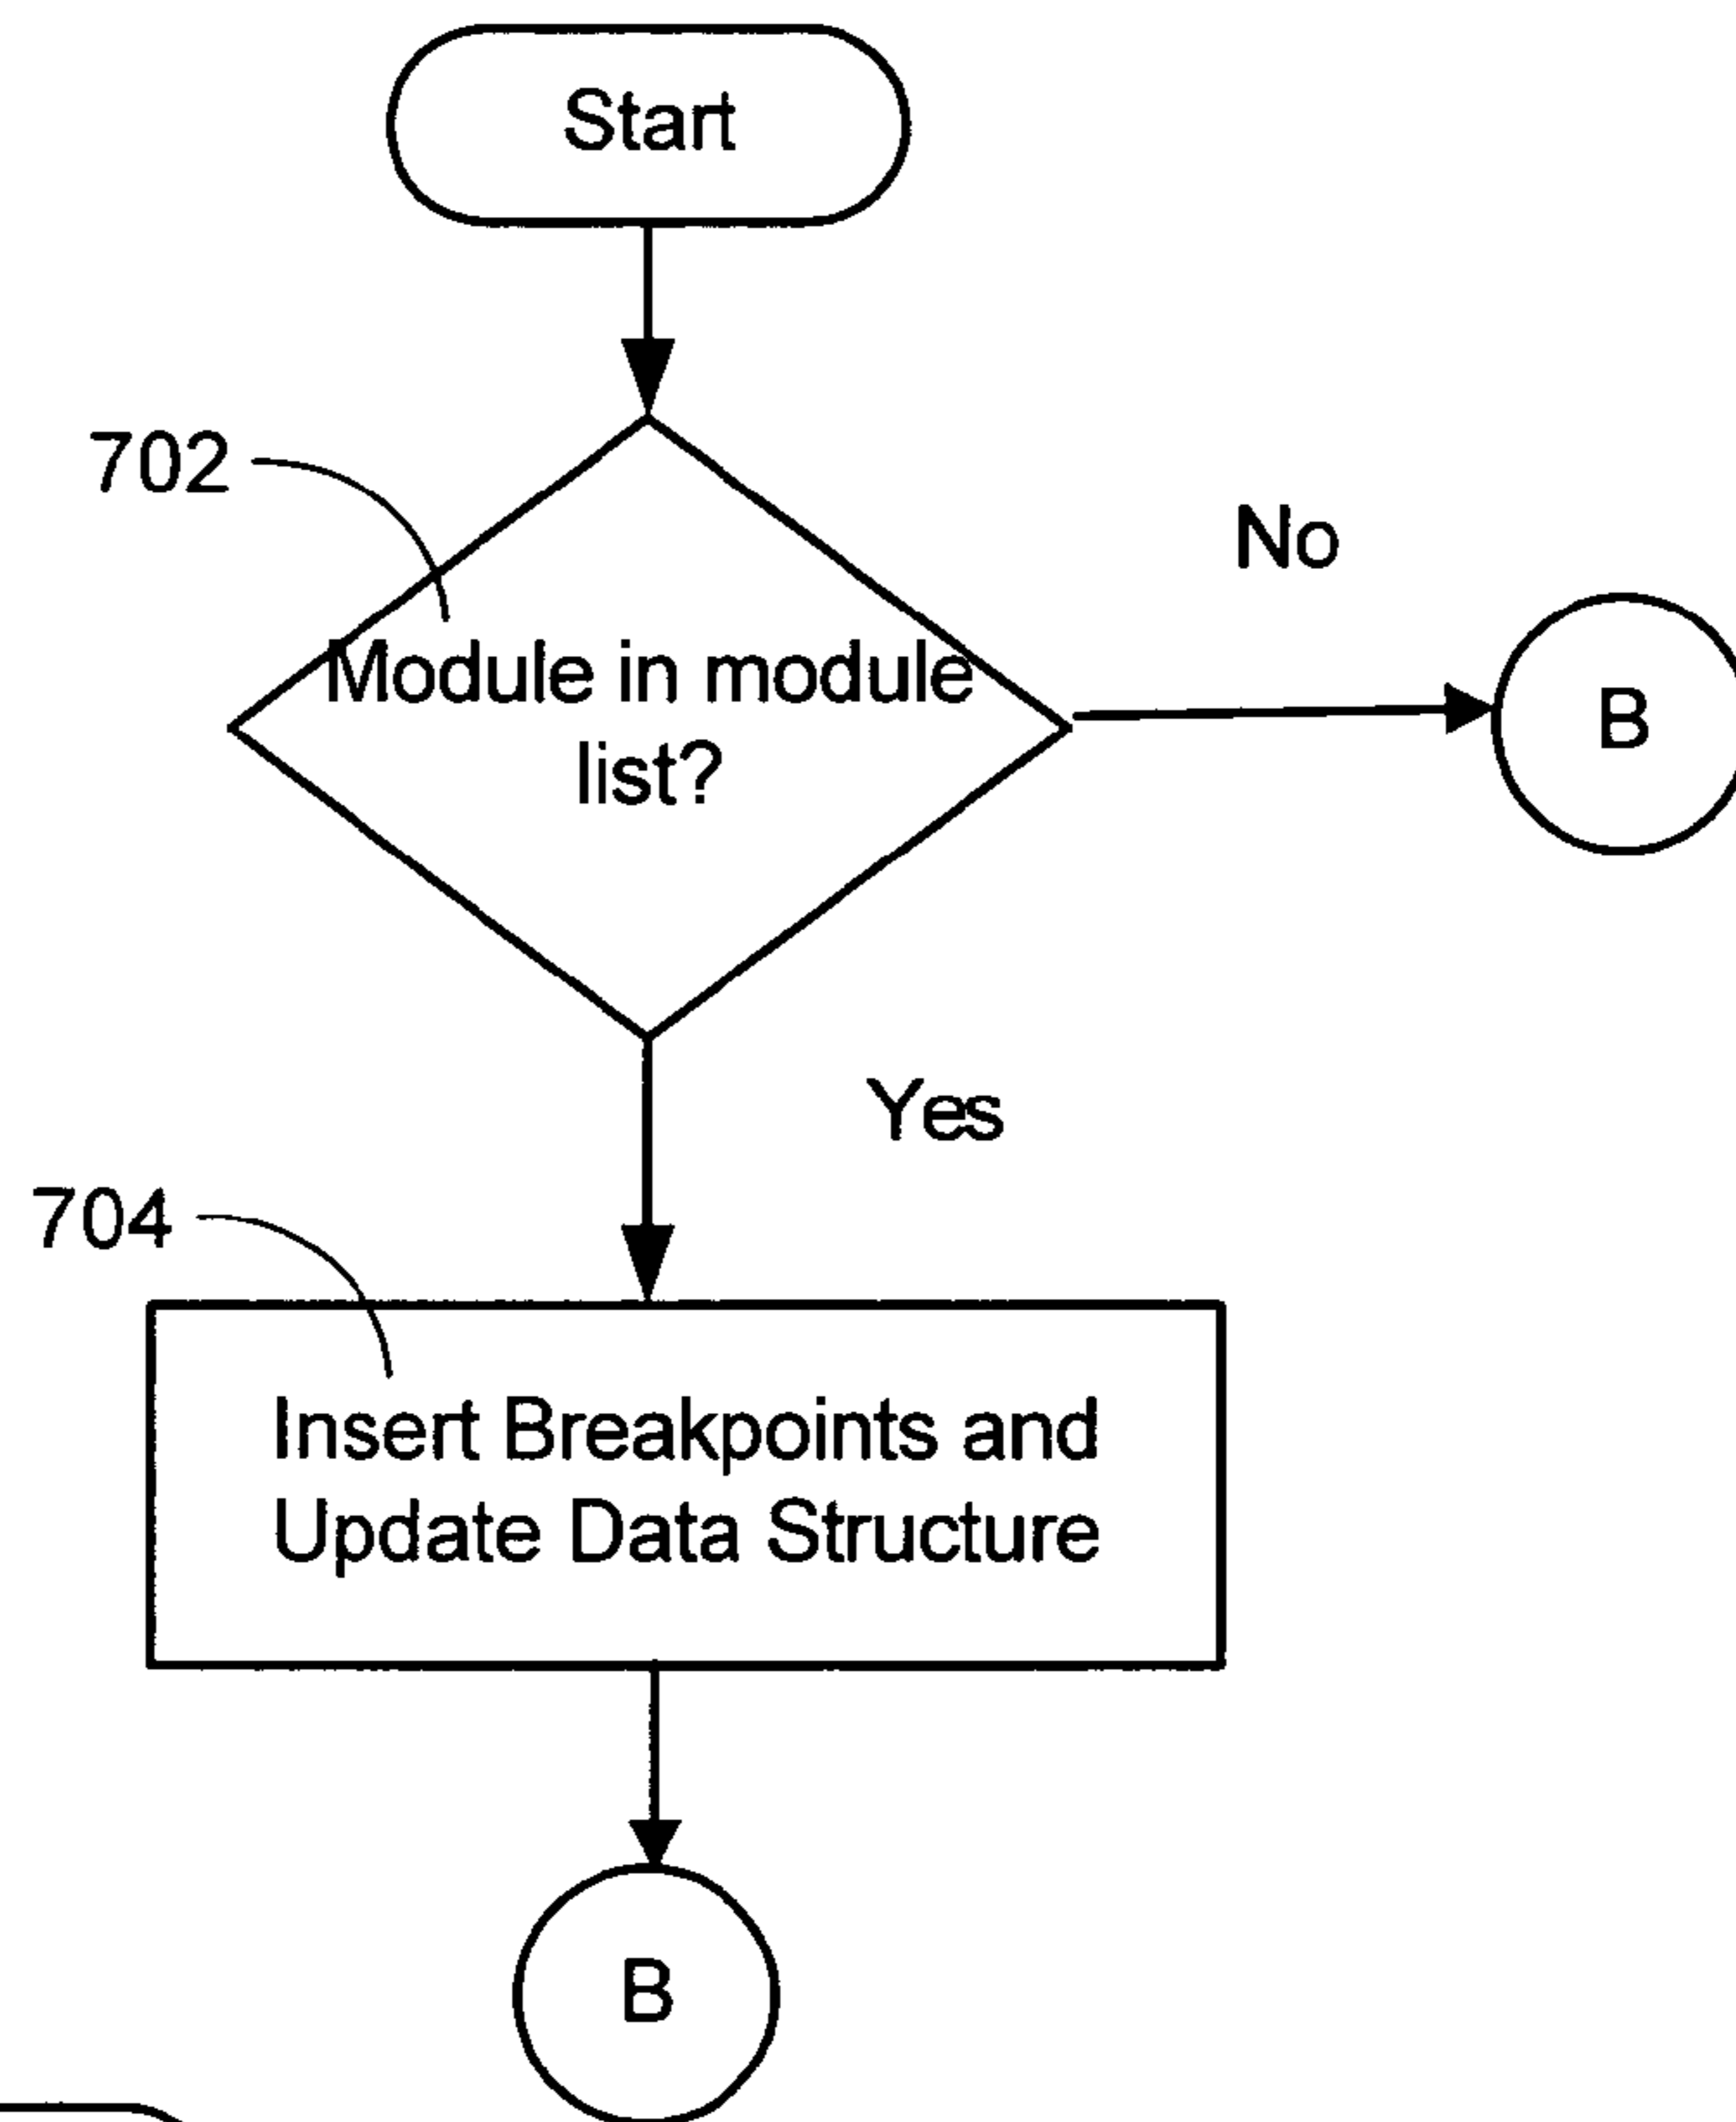 Start
702
No
Module in module
list?
B
Yes
704
Insert Breakpoints and
Update Data Structure
B